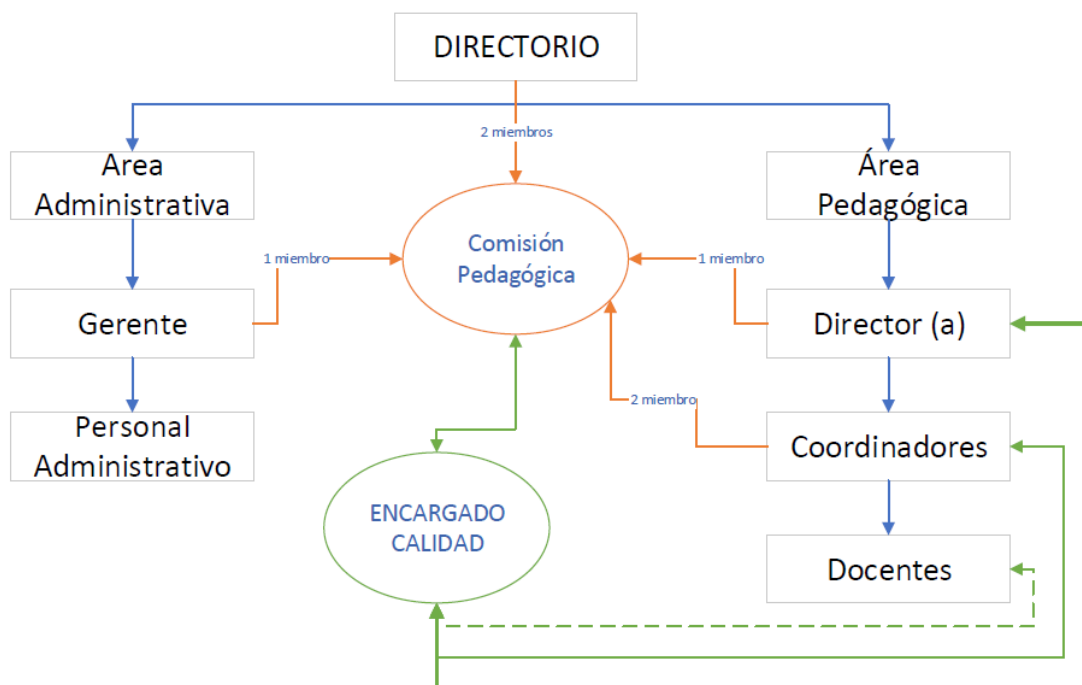 DIRECTORIO
2 miembros
Area
Administrativa
Área
Pedagógica
Comisión
Pedagógica
1 miembro
1 miembro
Gerente
Director (a)
2 miembro
Personal
Administrativo
Coordinadores
ENCARGADO
CALIDAD
Docentes